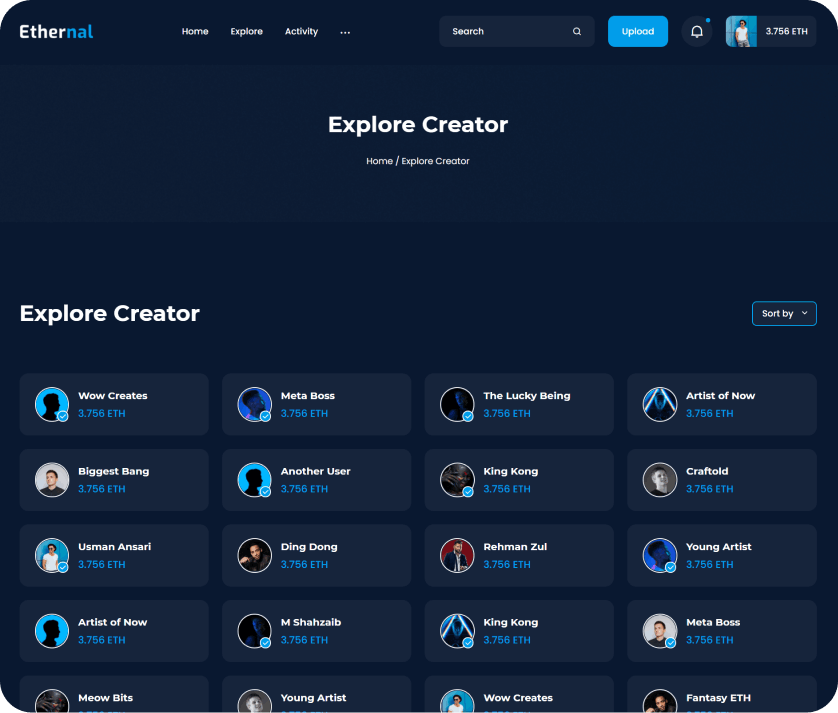 Ethernal Home Explore Activity ... Search Upload 3.756 ETH
Explore Creator
Home / Explore Creator
Explore Creator Sort by
Wow Creates Meta Boss The Lucky Being Artist of Now
3.756 ETH 3.756 ETH 3.756 ETH 3.756 ETH
Biggest Bang Another User King Kong Craftold
3.756 ETH 3.756 ETH 3.756 ETH 3.756 ETH
Usman Ansari Ding Dong Rehman Zul Young Artist
3.756 ETH 3.756 ETH 3.756 ETH 3.756 ETH
Artist of Now M Shahzaib King Kong Meta Boss
3.756 ETH 3.756 ETH 3.756 ETH 3.756 ETH
Meow Bits Young Artist Wow Creates Fantasy ETH